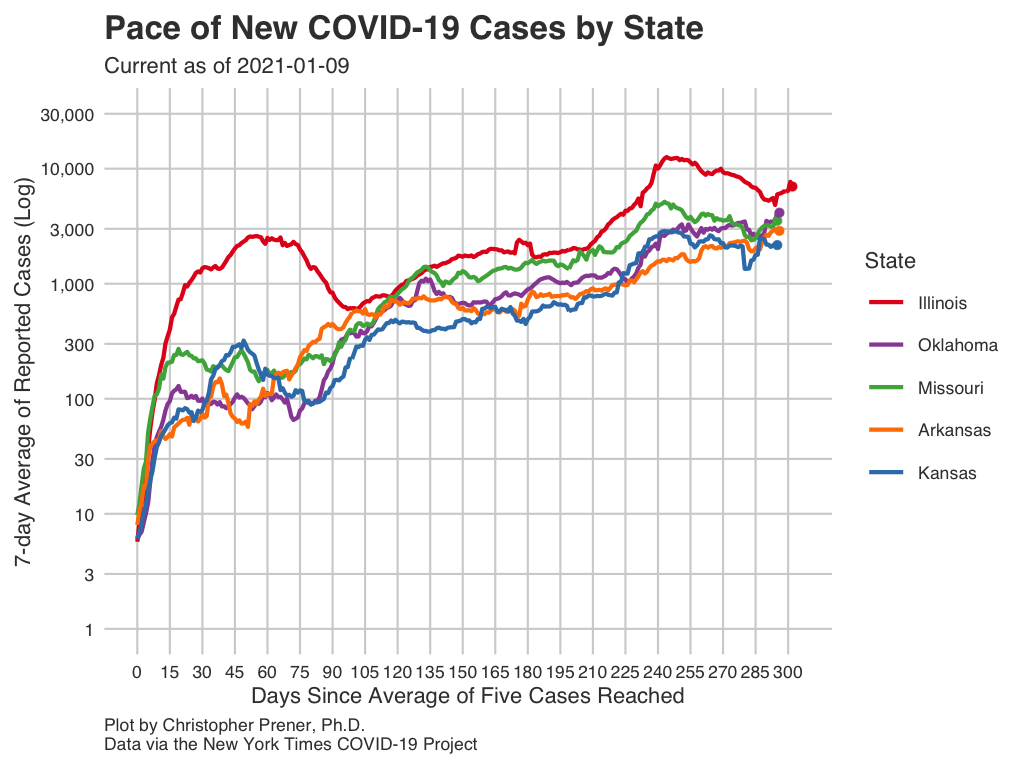 Pace of New COVID-19 Cases by State
Current as of 2021-01-09
7-day Average of Reported Cases (Log)
30,000
10,000
3,000
1,000
300
100
30
10
3
1
0 15 30 45 60 75 90 105 120 135 150 165 180 195 210 225 240 255 270 285 300
Days Since Average of Five Cases Reached
State
Illinois
Oklahoma
Missouri
Arkansas
Kansas
Plot by Christopher Prener, Ph.D.
Data via the New York Times COVID-19 Project